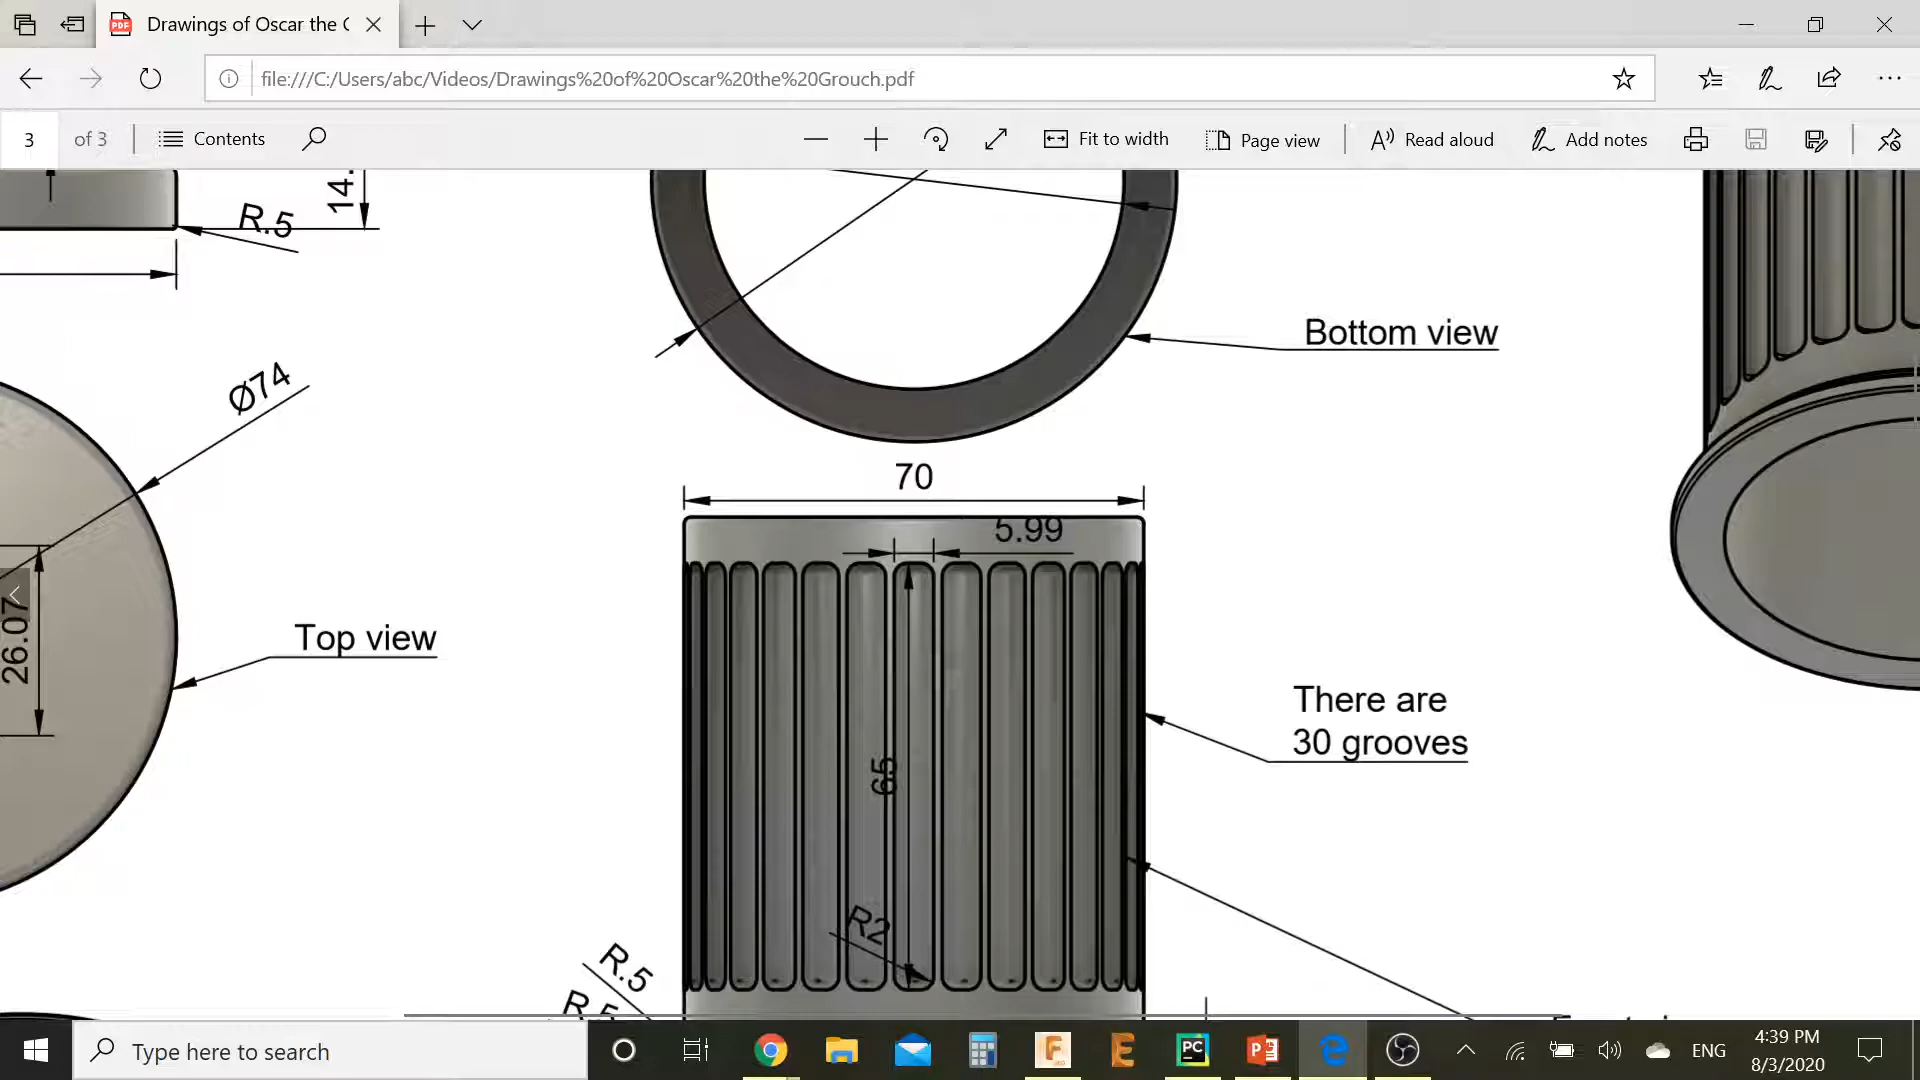 Drawings of Oscar the
file:///C:/Users/abc/Videos/Drawings%20of%20Oscar%20the%20Grouch.pdf
3 of 3
Contents
Fit to width
Page view
Read aloud
Add notes
14.
R.5
Bottom view
Ø74
70
5.99
26.07
Top view
There are
30 grooves
65
R2
R.5
R.5
Type here to search
PC
ENG
4:39 PM
8/3/2020